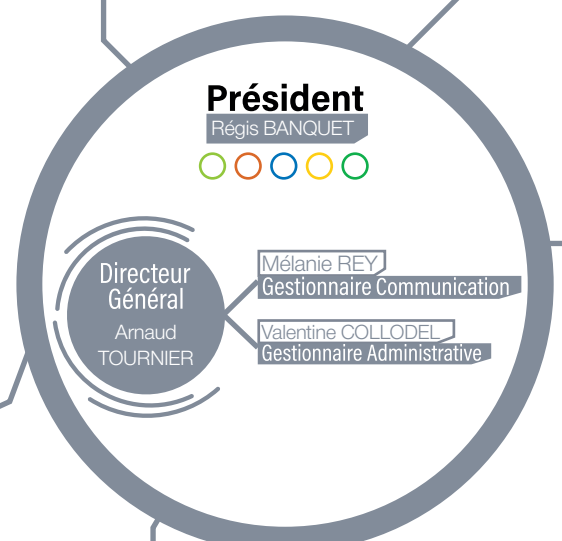 Président
Régis BANQUET
Directeur
Général
Arnaud
TOURNIER
Mélanie REY
Gestionnaire Communication
Valentine COLLODEL
Gestionnaire Administrative